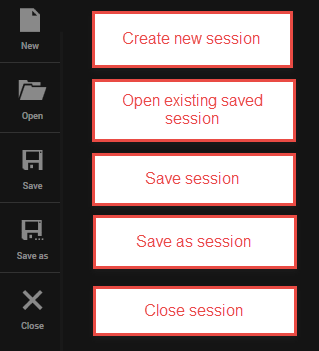 New
Create new session
Open
Open existing saved
session
Save
Save session
Save as
Save as session
Close
Close session